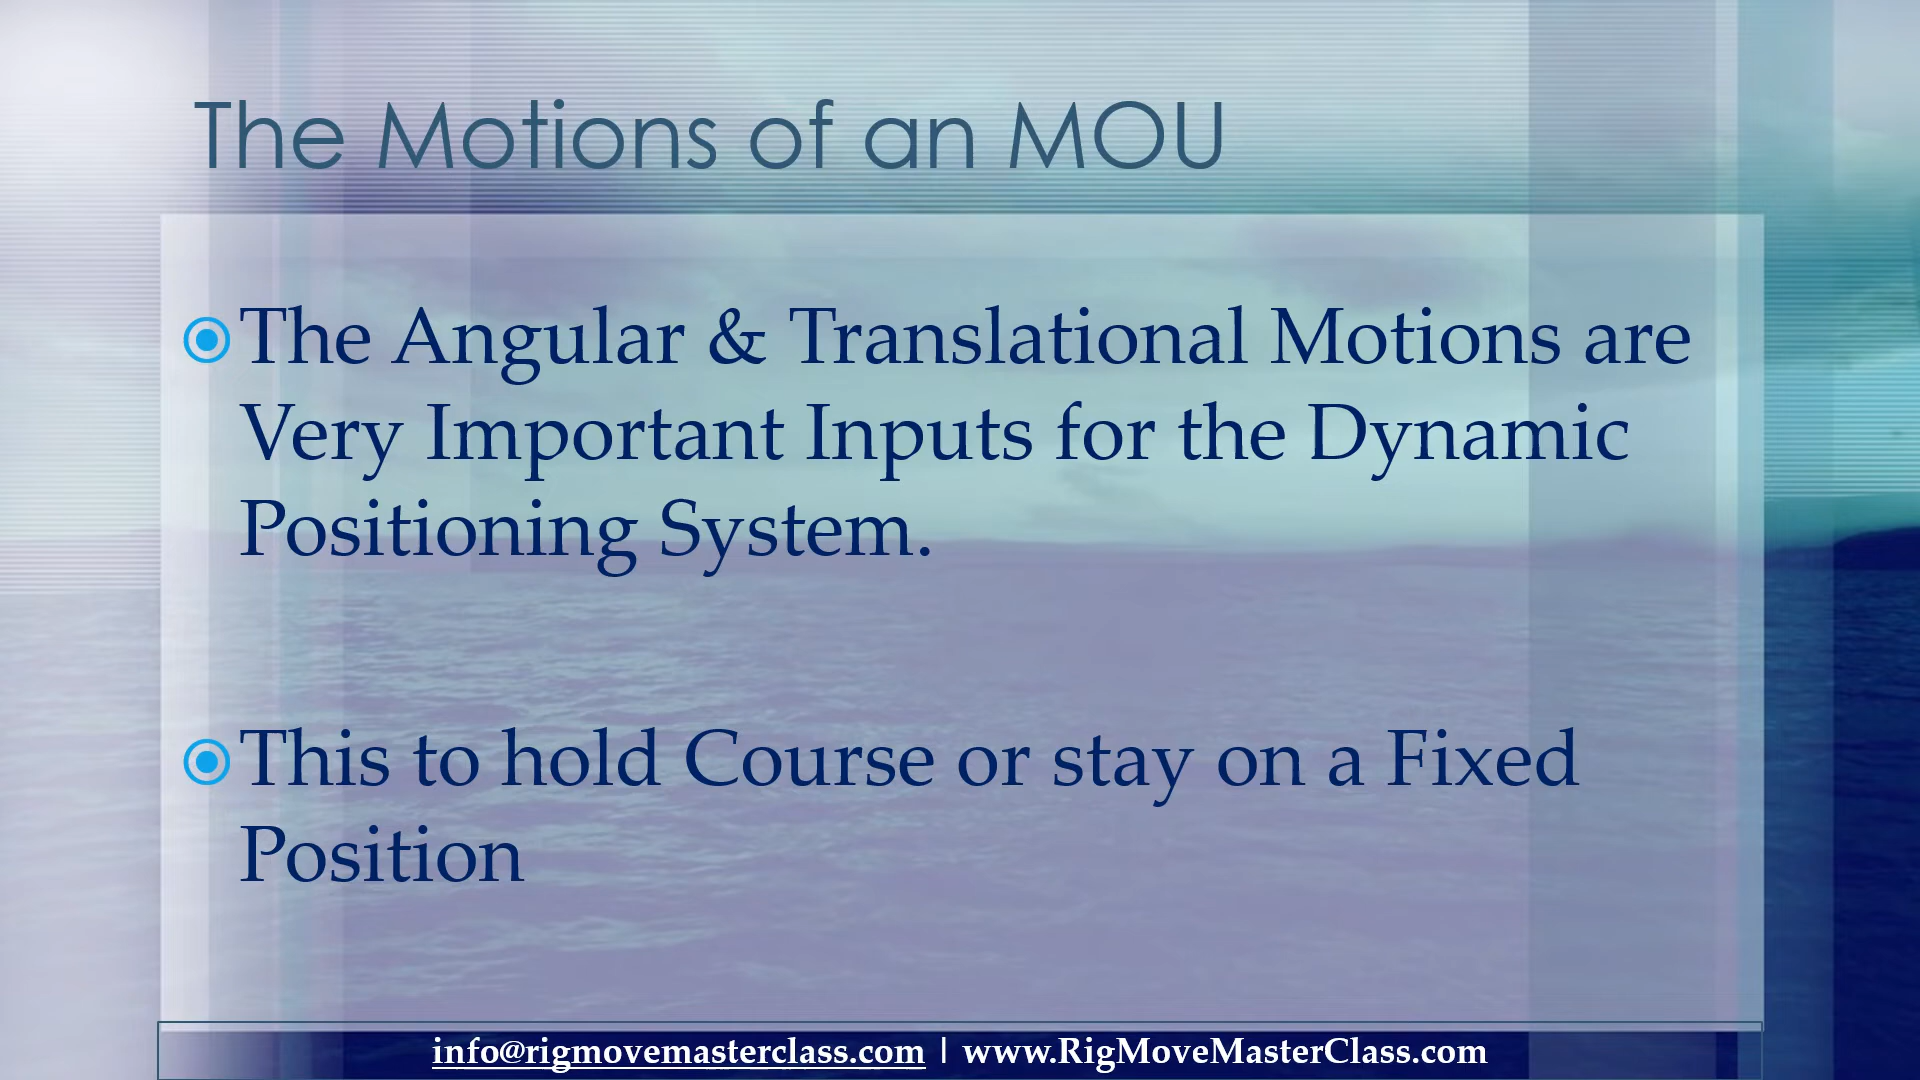 The Motions of an MOU
The Angular & Translational Motions are
Very Important Inputs for the Dynamic
Positioning System.
This to hold Course or stay on a Fixed
Position
info@rigmovemasterclass.com | www.RigMoveMasterClass.com